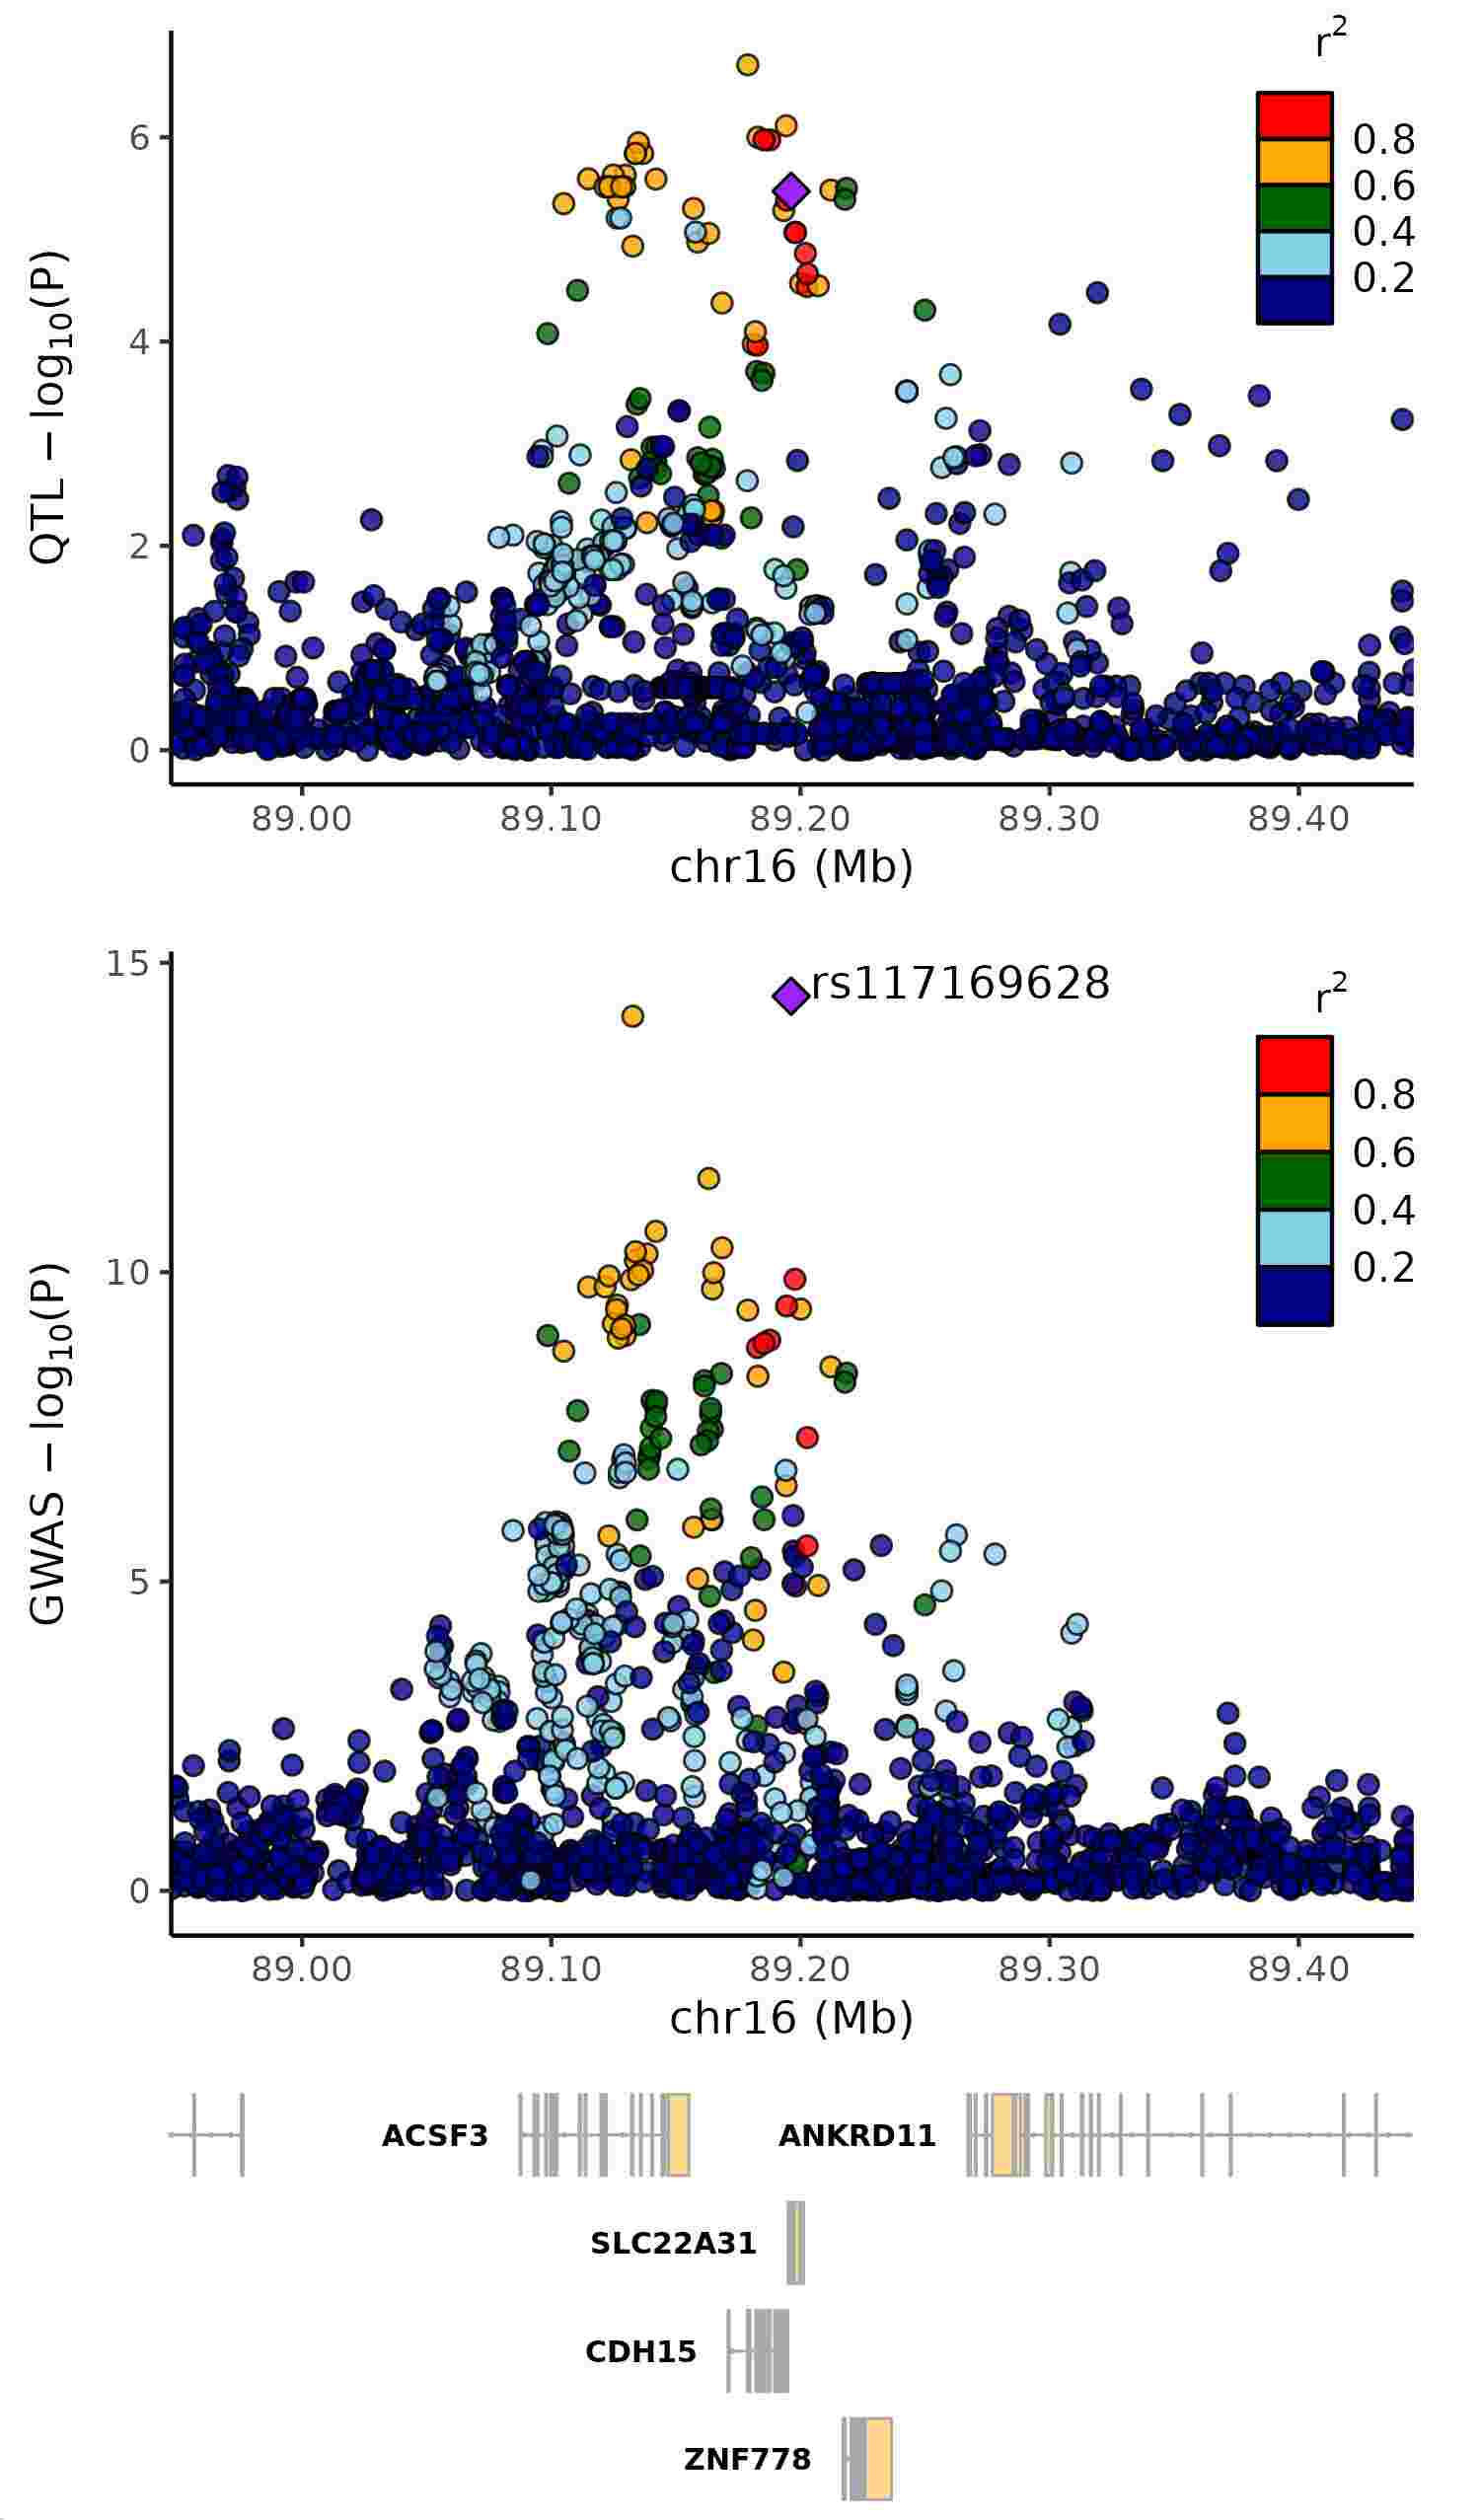 r2
0.8
0.6
0.4
0.2
6
4
2
0
QTL − log10(P)
89.00 89.10 89.20 89.30 89.40
chr16 (Mb)
rs117169628
r2
0.8
0.6
0.4
0.2
15
10
5
0
GWAS − log10(P)
89.00 89.10 89.20 89.30 89.40
chr16 (Mb)
ACSF3 ANKRD11
SLC22A31
CDH15
ZNF778